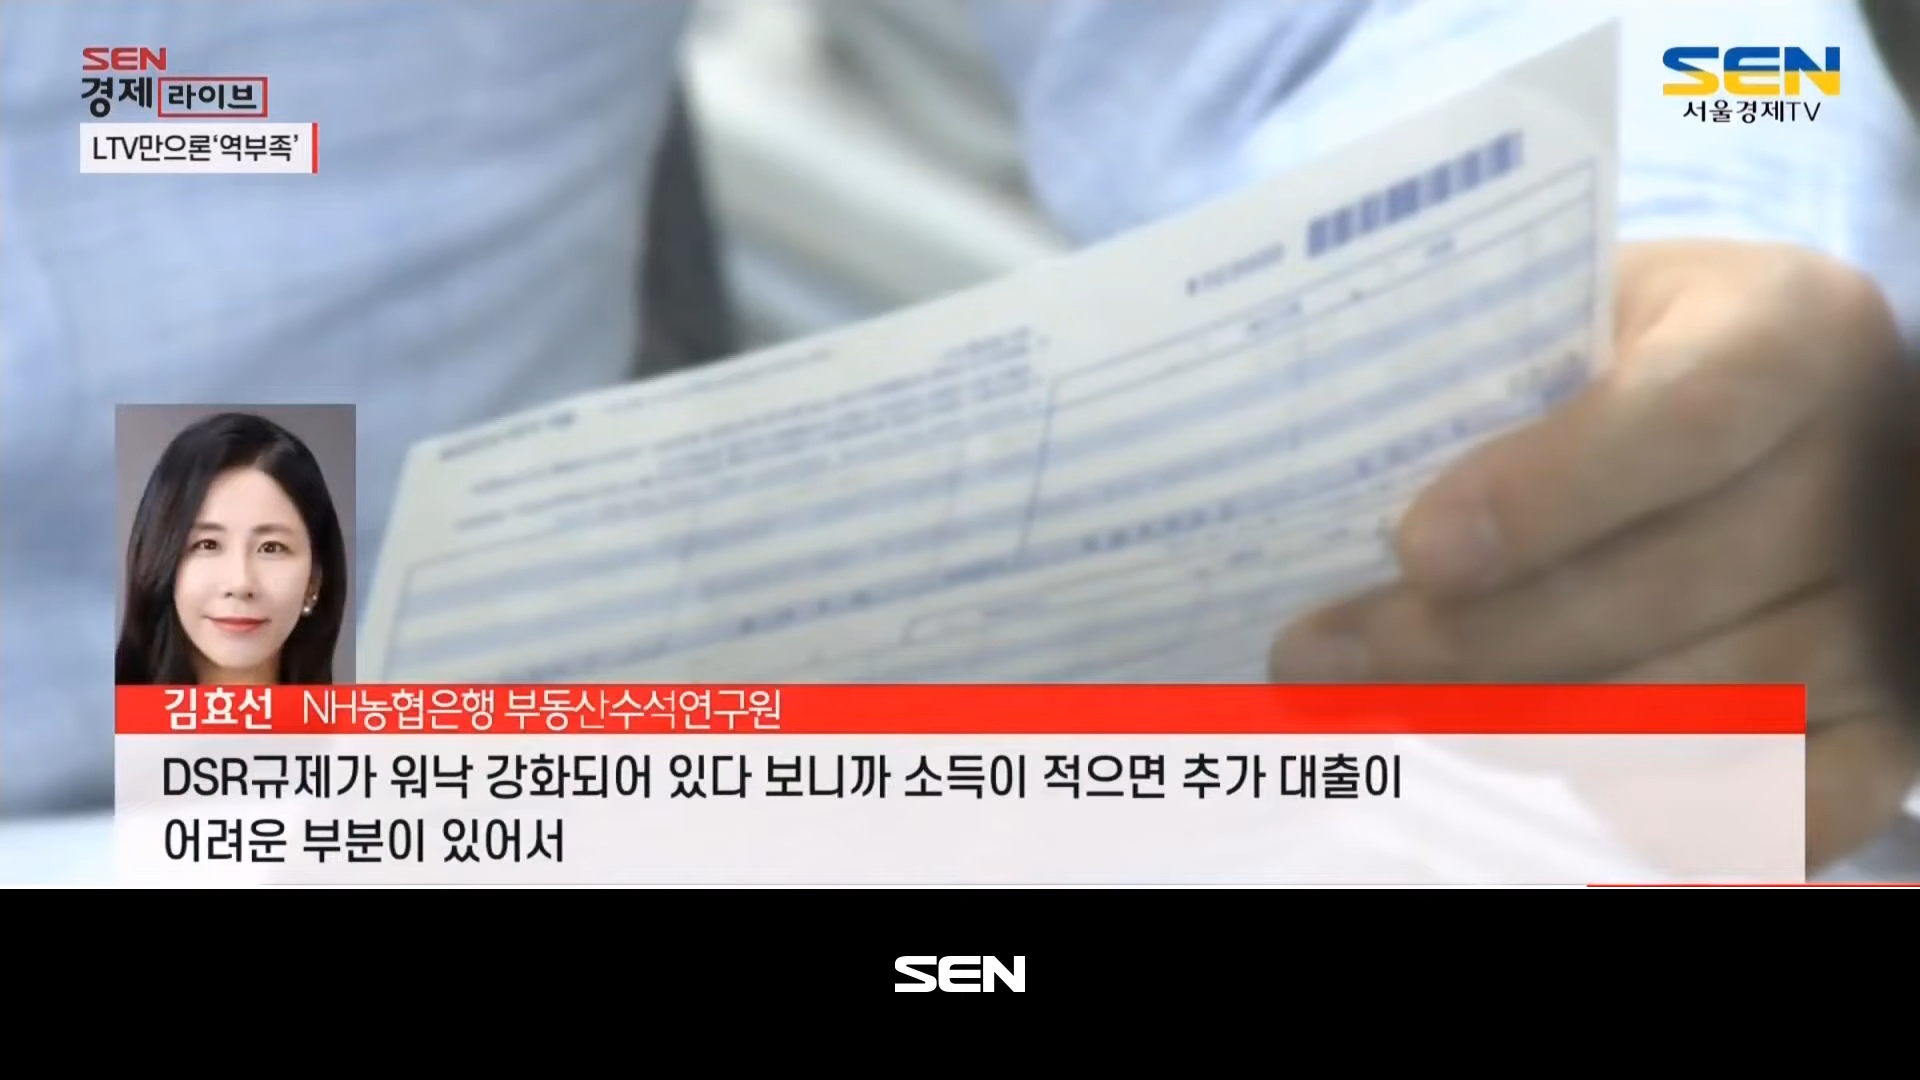 SEN
경제 라이브
LTV만으론‘역부족’
SEN
서울경제TV
김효선 NH농협은행 부동산수석연구원
DSR규제가 워낙 강화되어 있다 보니까 소득이 적으면 추가 대출이
어려운 부분이 있어서
SEN